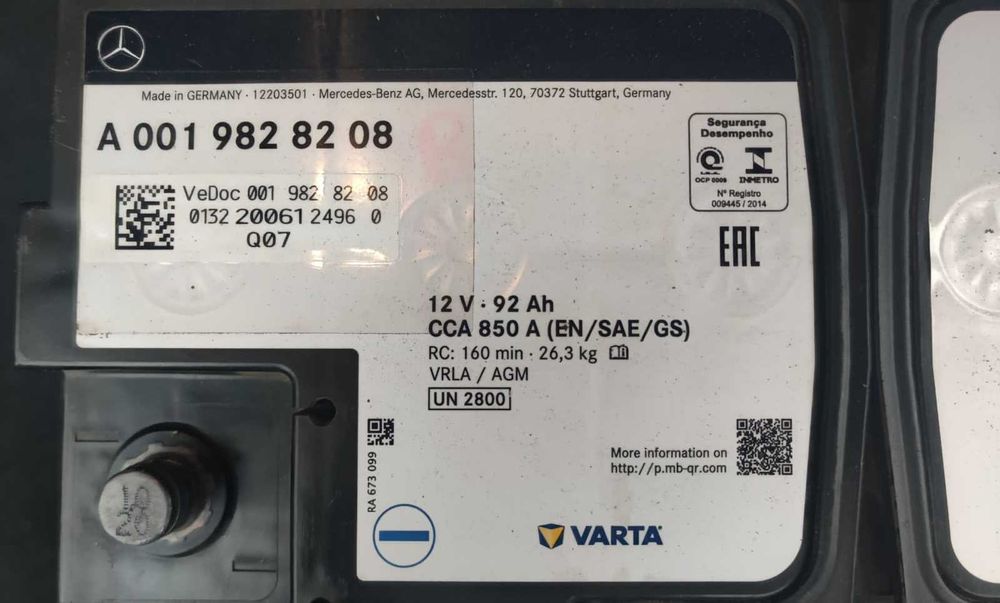 Made in GERMANY · 12203501 · Mercedes-Benz AG, Mercedesstr. 120, 70372 Stuttgart, Germany
A 001 982 82 08
VeDoc 001 982 82 08
0132 20061 2496 0
Q07
Segurança
Desempenho
OCP 0009
INMETRO
Nº Registro
009445 / 2014
EAC
12 V · 92 Ah
CCA 850 A (EN/SAE/GS)
RC: 160 min · 26,3 kg
VRLA / AGM
UN 2800
More information on
http://p.mb-qr.com
RA 673 099
VARTA